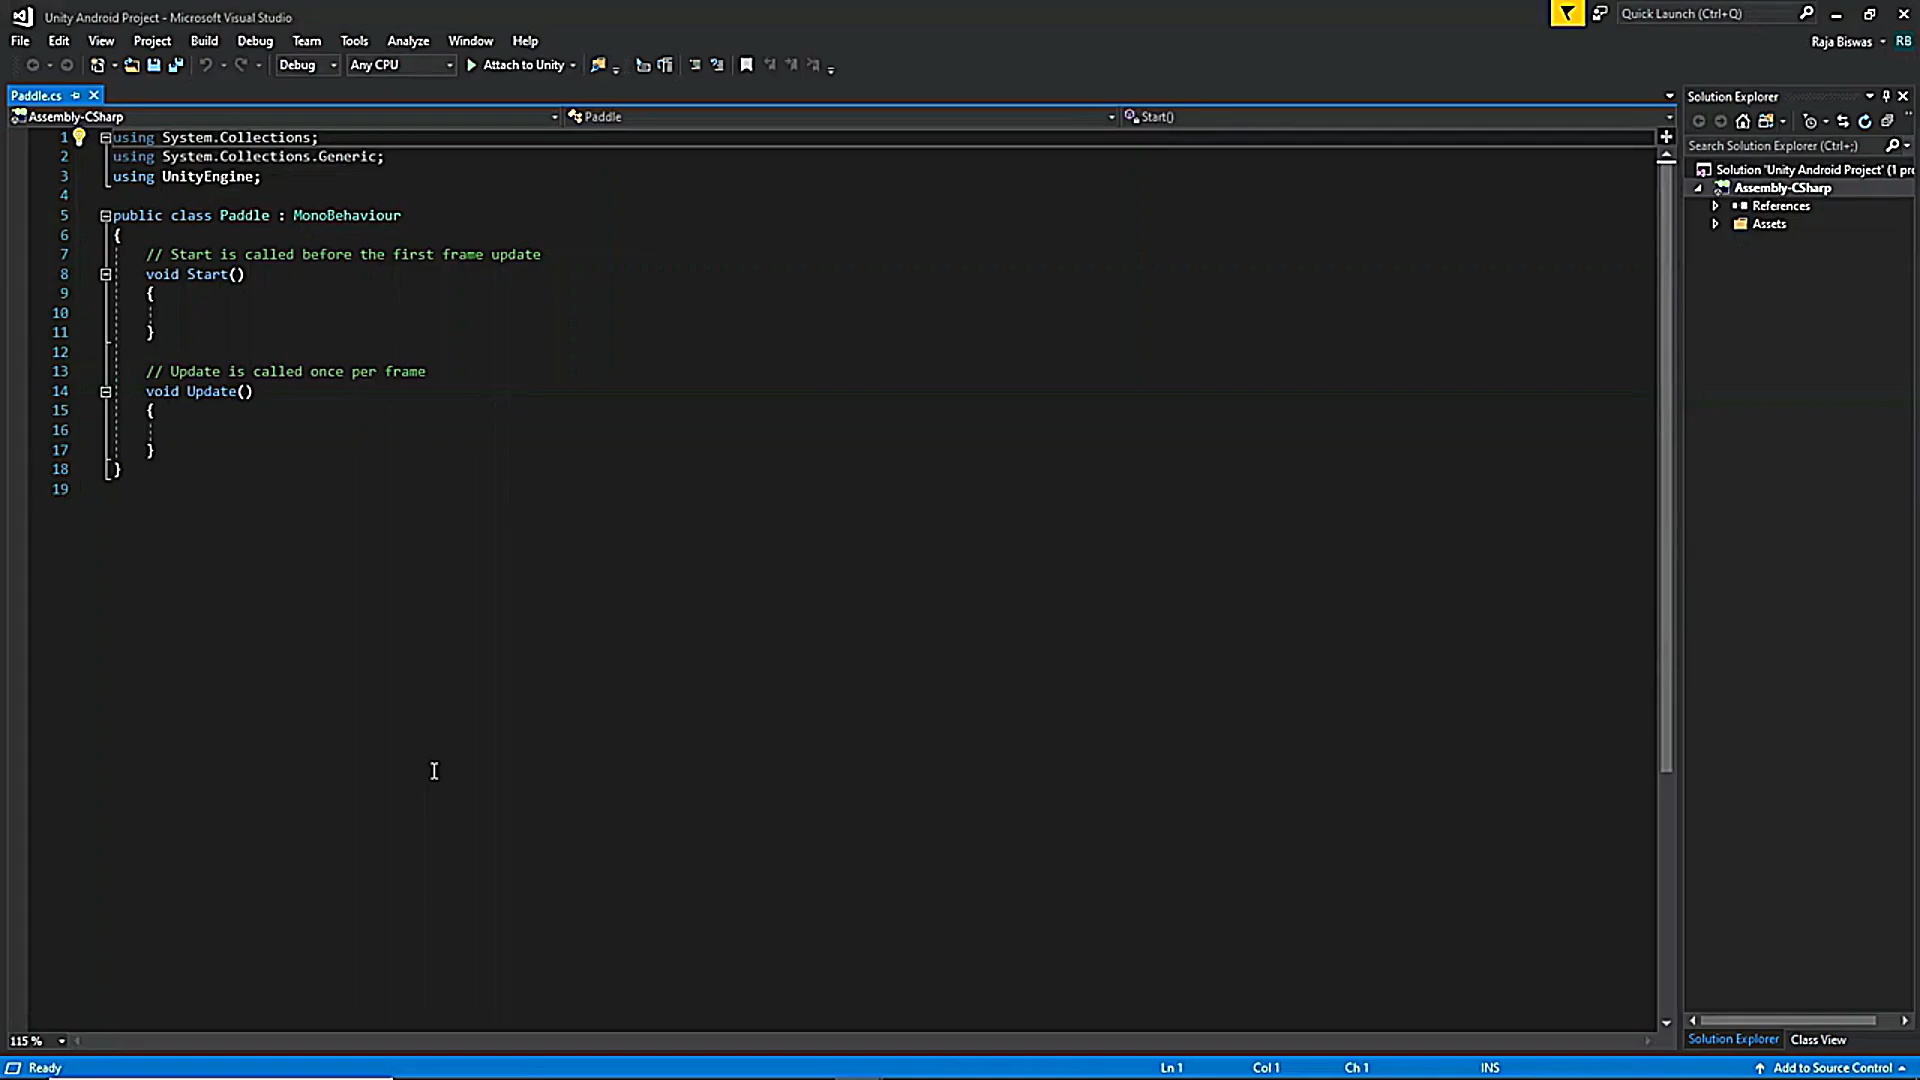 Unity Android Project - Microsoft Visual Studio
Quick Launch (Ctrl+Q)
File Edit View Project Build Debug Team Tools Analyze Window Help
Raja Biswas RB
Debug Any CPU Attach to Unity
Paddle.cs
Solution Explorer
Assembly-CSharp Paddle Start()
Search Solution Explorer (Ctrl+;)
Solution 'Unity Android Project' (1 pr
Assembly-CSharp
References
Assets
1 using System.Collections;
2 using System.Collections.Generic;
3 using UnityEngine;
4
5 public class Paddle : MonoBehaviour
6 {
7 // Start is called before the first frame update
8 void Start()
9 {
10
11 }
12
13 // Update is called once per frame
14 void Update()
15 {
16
17 }
18 }
19
115 %
Solution Explorer Class View
Ready Ln 1 Col 1 Ch 1 INS Add to Source Control